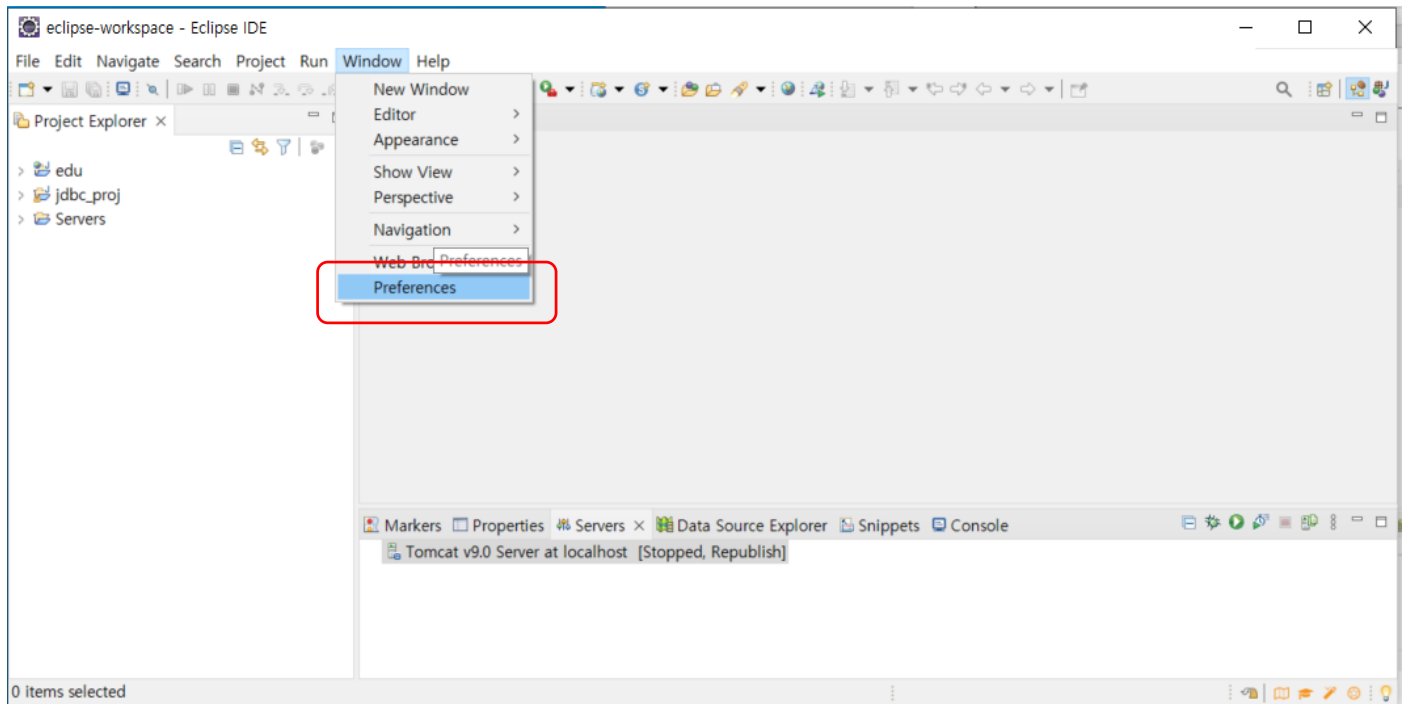 eclipse-workspace - Eclipse IDE
File Edit Navigate Search Project Run Window Help
Project Explorer
edu
jdbc_proj
Servers
New Window
Editor
Appearance
Show View
Perspective
Navigation
Web Bro
Preferences
Preferences
Markers Properties Servers Data Source Explorer Snippets Console
Tomcat v9.0 Server at localhost [Stopped, Republish]
0 items selected